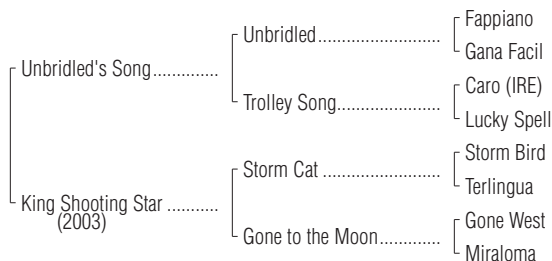 Fappiano
Unbridled..............................
Gana Facil
Unbridled's Song..............
Caro (IRE)
Trolley Song.........................
Lucky Spell
Storm Bird
Storm Cat .............................
Terlingua
King Shooting Star ...........
(2003)
Gone West
Gone to the Moon...............
Miraloma